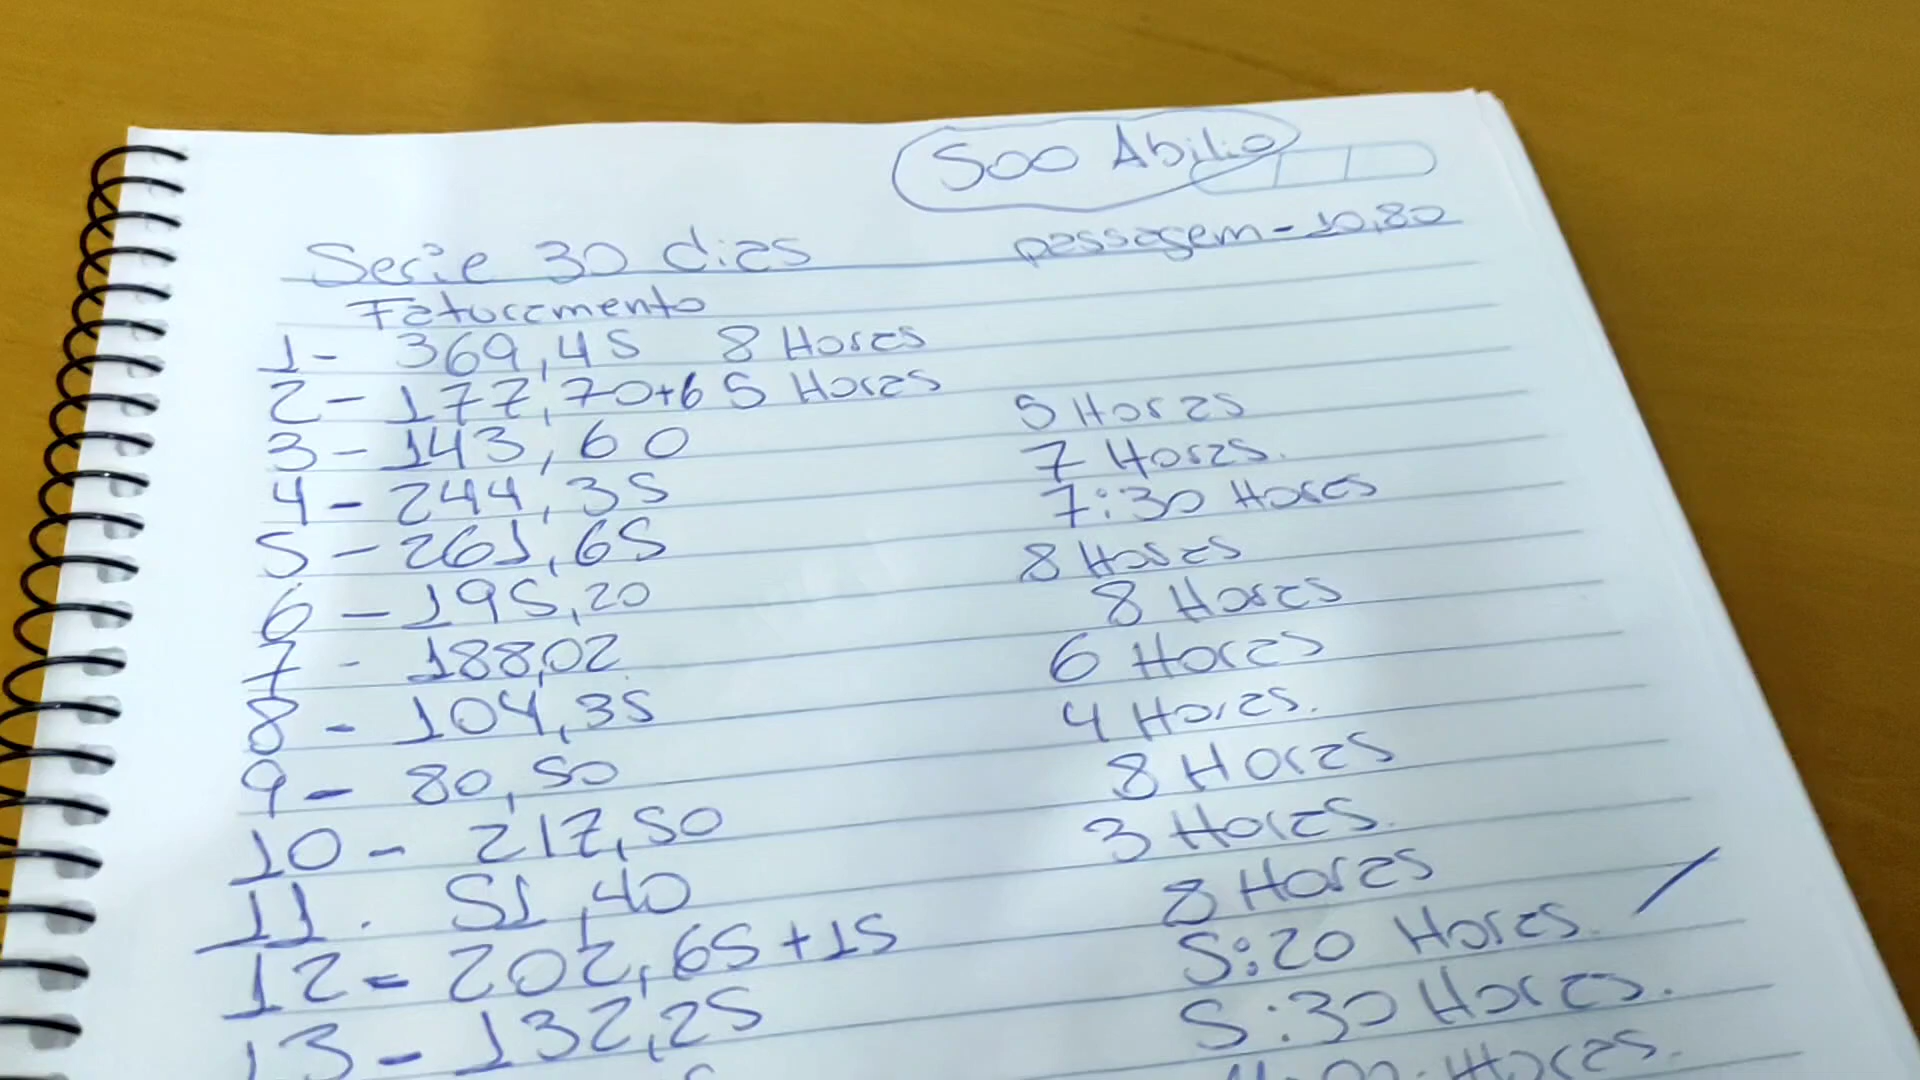 500 Abilio
Serie 30 dias passagem - 10,80
Faturamento
1- 369,45 8 Horas
2- 177,70+6 5 Horas
3- 143,60 5 Horas
4- 244,35 7 Horas.
5- 261,65 7:30 Horas
6- 195,20 8 Horas
7- 188,02 8 Horas
8- 104,35 6 Horas
9- 80,50 4 Horas.
10- 217,50 8 Horas
11. 51,40 3 Horas.
12- 202,65+15 8 Horas
13- 132,25 5:20 Horas.
5:30 Horas.
Horas.